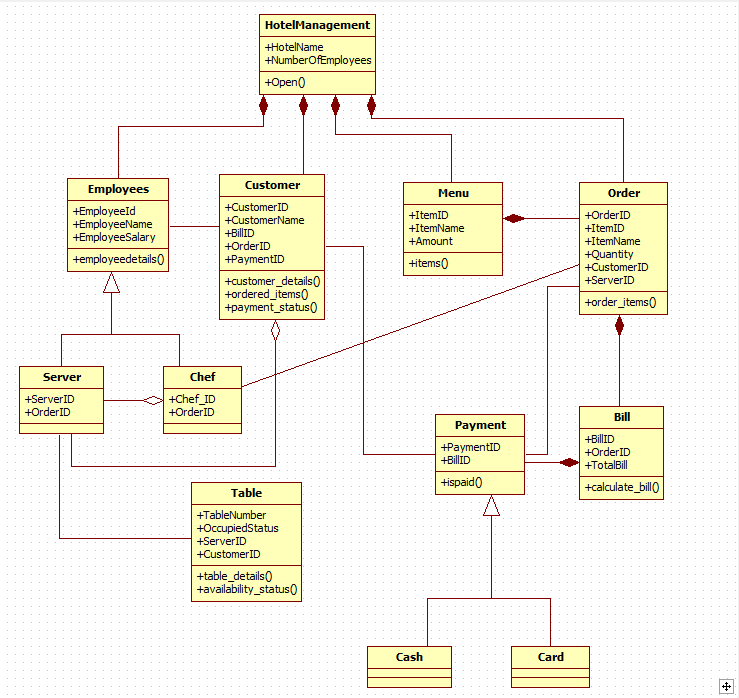 HotelManagement
+HotelName
+NumberOfEmployees
+Open()
Employees
+EmployeeId
+EmployeeName
+EmployeeSalary
+employeedetails()
Customer
+CustomerID
+CustomerName
+BillID
+OrderID
+PaymentID
+customer_details()
+ordered_items()
+payment_status()
Menu
+ItemID
+ItemName
+Amount
+items()
Order
+OrderID
+ItemID
+ItemName
+Quantity
+CustomerID
+ServerID
+order_items()
Server
+ServerID
+OrderID
Chef
+Chef_ID
+OrderID
Payment
+PaymentID
+BillID
+ispaid()
Bill
+BillID
+OrderID
+TotalBill
+calculate_bill()
Table
+TableNumber
+OccupiedStatus
+ServerID
+CustomerID
+table_details()
+availability_status()
Cash
Card